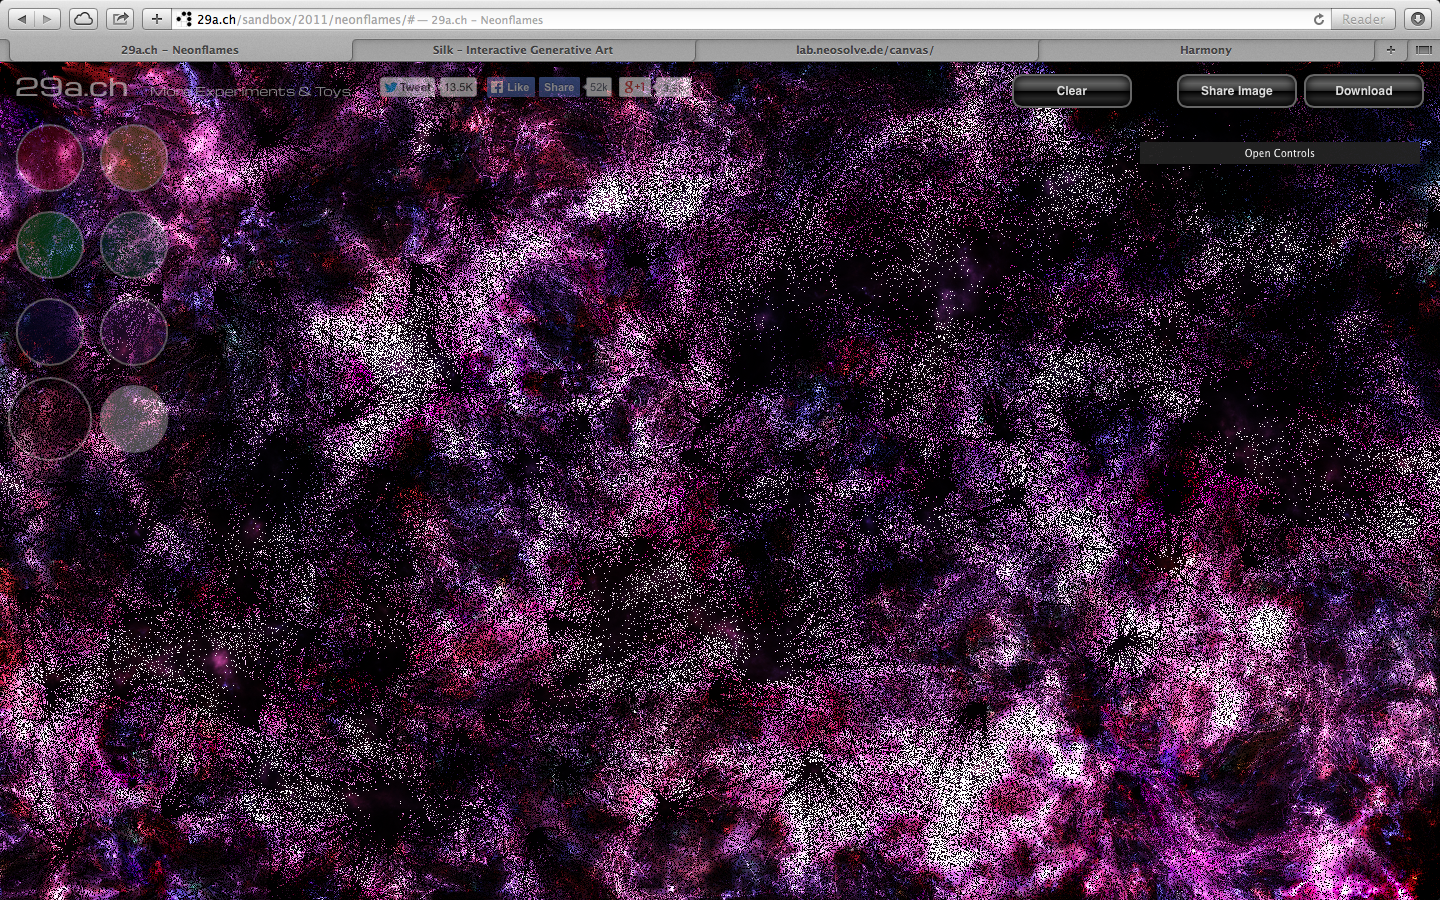 29a.ch/sandbox/2011/neonflames/# — 29a.ch – Neonflames
Reader
29a.ch – Neonflames
Silk – Interactive Generative Art
lab.neosolve.de/canvas/
Harmony
29a.ch
More Experiments & Toys
Tweet
13.5K
Like
Share
52k
g+1
Clear
Share Image
Download
Open Controls